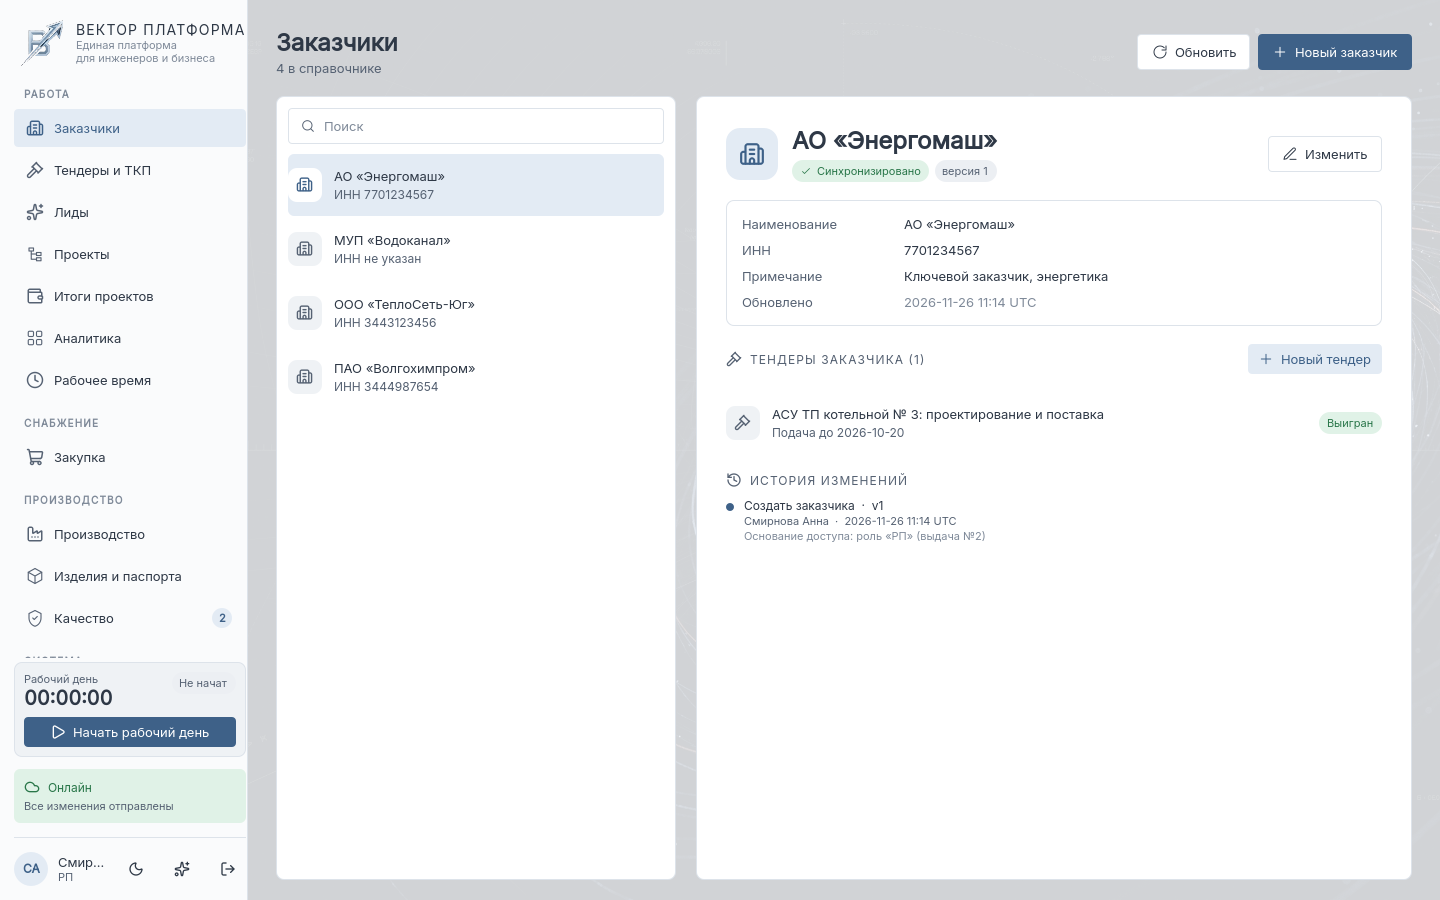 ВЕКТОР ПЛАТФОРМА
Единая платформа
для инженеров и бизнеса
РАБОТА
Заказчики
Тендеры и ТКП
Лиды
Проекты
Итоги проектов
Аналитика
Рабочее время
СНАБЖЕНИЕ
Закупка
ПРОИЗВОДСТВО
Производство
Изделия и паспорта
Качество
2
Рабочий день
Не начат
00:00:00
Начать рабочий день
Онлайн
Все изменения отправлены
СА
Смир...
РП
Заказчики
4 в справочнике
Обновить
Новый заказчик
Поиск
АО «Энергомаш»
ИНН 7701234567
МУП «Водоканал»
ИНН не указан
ООО «ТеплоСеть-Юг»
ИНН 3443123456
ПАО «Волгохимпром»
ИНН 3444987654
АО «Энергомаш»
Синхронизировано
версия 1
Изменить
Наименование АО «Энергомаш»
ИНН 7701234567
Примечание Ключевой заказчик, энергетика
Обновлено 2026-11-26 11:14 UTC
ТЕНДЕРЫ ЗАКАЗЧИКА (1)
Новый тендер
АСУ ТП котельной № 3: проектирование и поставка
Подача до 2026-10-20
Выигран
ИСТОРИЯ ИЗМЕНЕНИЙ
Создать заказчика · v1
Смирнова Анна · 2026-11-26 11:14 UTC
Основание доступа: роль «РП» (выдача №2)